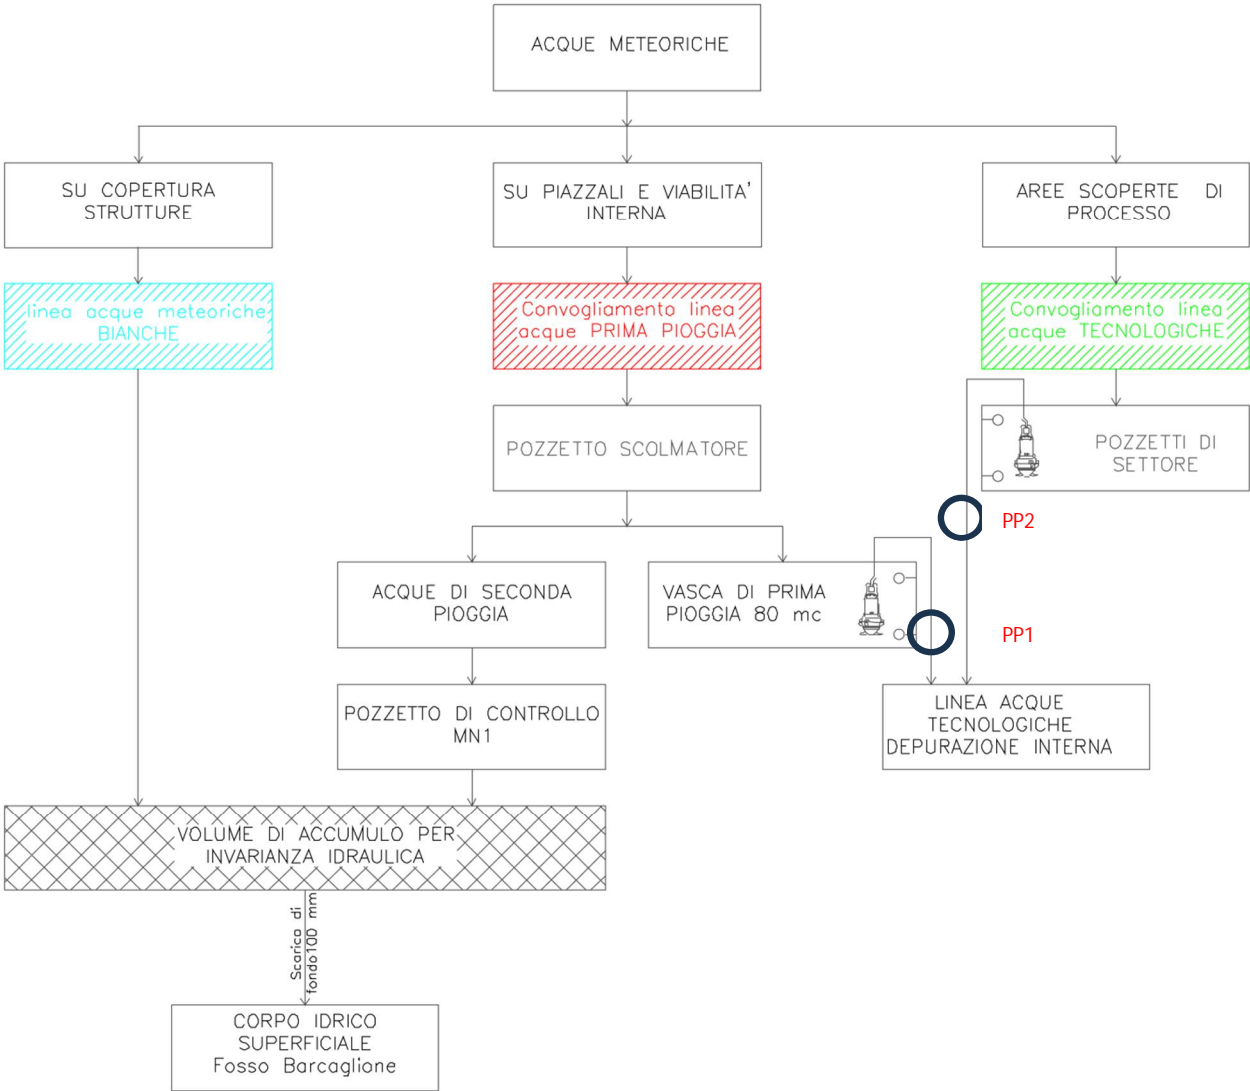 ACQUE METEORICHE
SU COPERTURA
STRUTTURE
SU PIAZZALI E VIABILITA'
INTERNA
AREE SCOPERTE DI
PROCESSO
linea acque meteoriche
BIANCHE
Convogliamento linea
acque PRIMA PIOGGIA
Convogliamento linea
acque TECNOLOGICHE
POZZETTO SCOLMATORE
POZZETTI DI
SETTORE
PP2
ACQUE DI SECONDA
PIOGGIA
VASCA DI PRIMA
PIOGGIA 80 mc
PP1
POZZETTO DI CONTROLLO
MN1
LINEA ACQUE
TECNOLOGICHE
DEPURAZIONE INTERNA
VOLUME DI ACCUMULO PER
INVARIANZA IDRAULICA
Scarica di
fondo100 mm
CORPO IDRICO
SUPERFICIALE
Fosso Barcaglione